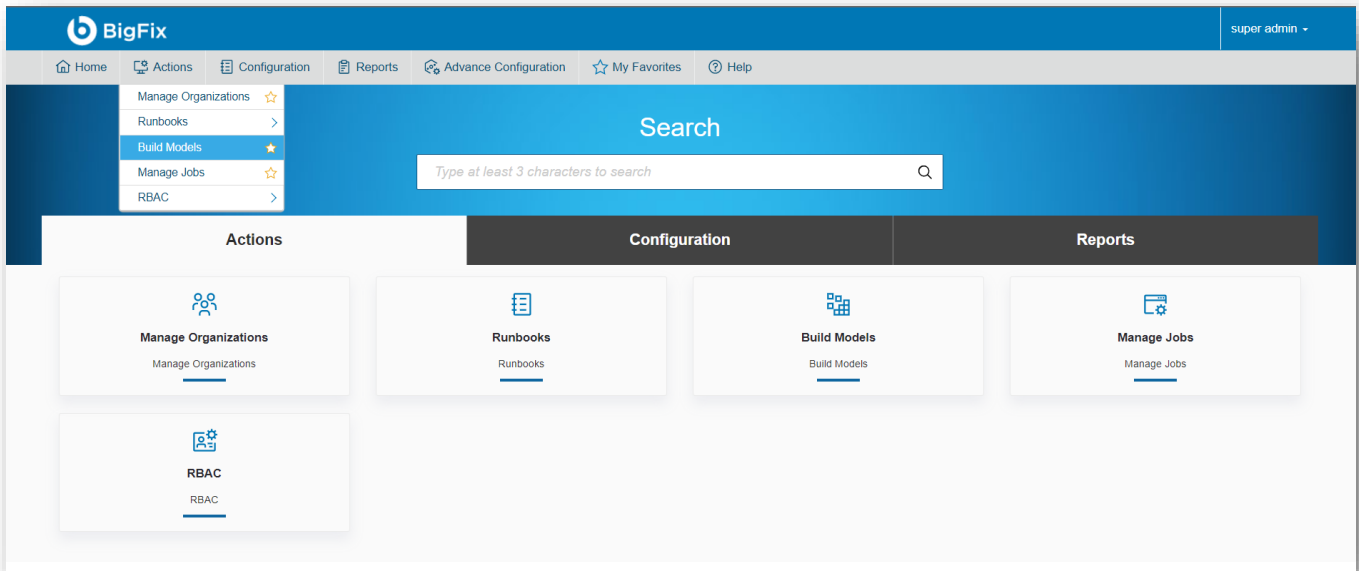 BigFix
super admin
Home Actions Configuration Reports Advance Configuration My Favorites Help
Manage Organizations
Runbooks
Build Models
Manage Jobs
RBAC
Search
Type at least 3 characters to search
Actions Configuration Reports
Manage Organizations Runbooks Build Models Manage Jobs
Manage Organizations Runbooks Build Models Manage Jobs
RBAC
RBAC